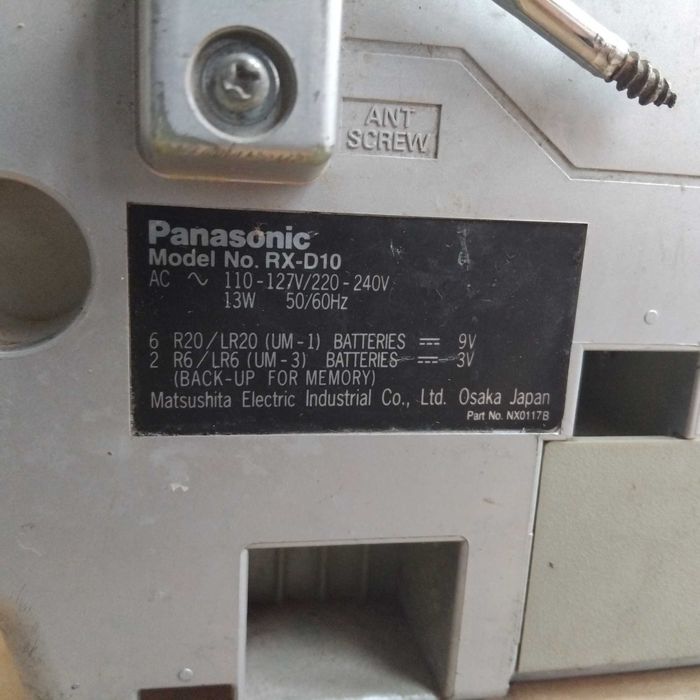 ANT
SCREW
Panasonic
Model No. RX-D10
AC ∿ 110-127V/220-240V
13W 50/60Hz
6 R20/LR20 (UM-1) BATTERIES ⎓ 9V
2 R6/LR6 (UM-3) BATTERIES ⎓ 3V
(BACK-UP FOR MEMORY)
Matsushita Electric Industrial Co., Ltd. Osaka Japan
Part No. NX0117B